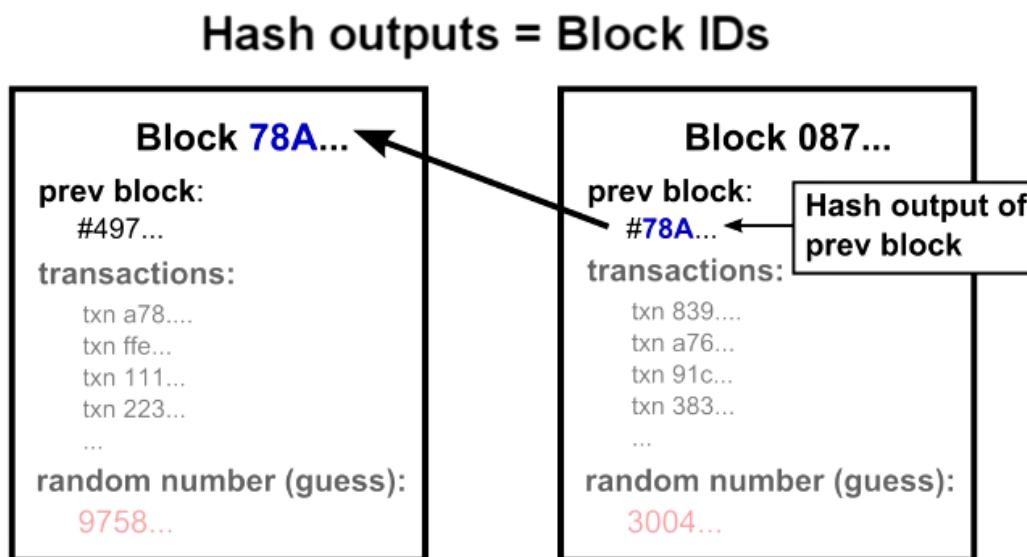 Hash outputs = Block IDs
Block 78A...
prev block:
#497...
transactions:
txn a78....
txn ffe...
txn 111...
txn 223...
...
random number (guess):
9758...
Block 087...
prev block:
#78A...
Hash output of
prev block
transactions:
txn 839....
txn a76...
txn 91c...
txn 383...
...
random number (guess):
3004...